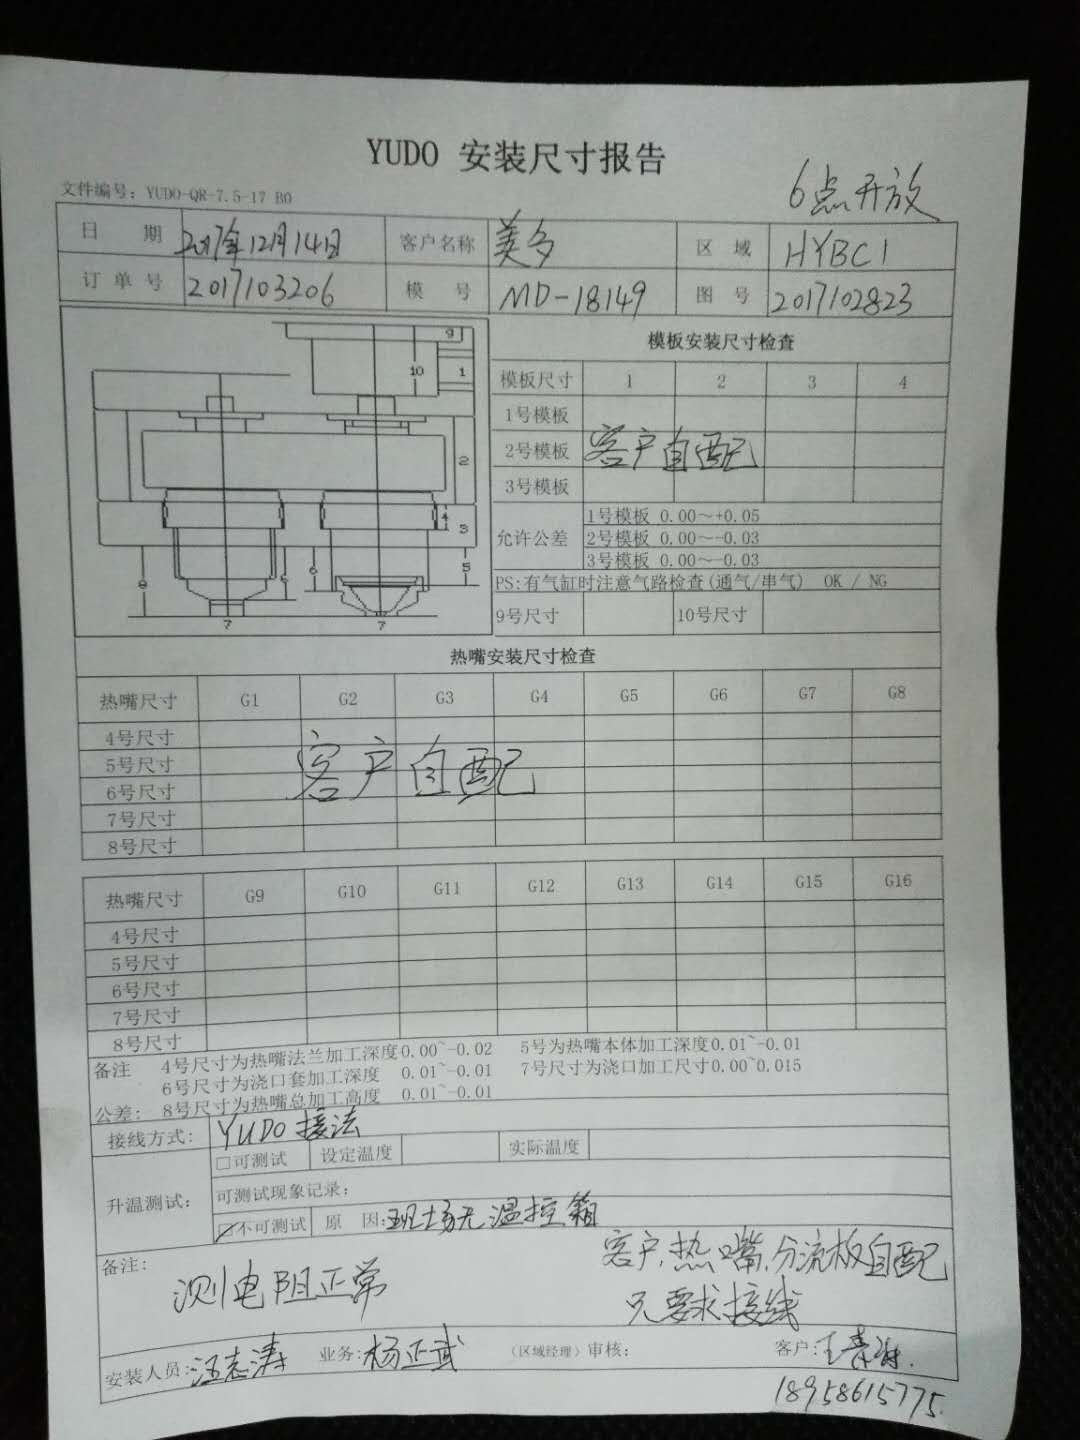 YUDO 安装尺寸报告
文件编号: YUDO-QR-7.5-17 B0
6点开放
日 期 2017年12月14日 客户名称 美多 区 域 HYBC1
订单号 2017103206 模 号 MD-18149 图 号 2017102823
9
10 1
2
4 3
8 6 6 5
7 7
模板安装尺寸检查
模板尺寸 1 2 3 4
1号模板
2号模板 客户自配
3号模板
允许公差 1号模板 0.00~+0.05
2号模板 0.00~-0.03
3号模板 0.00~-0.03
PS:有气缸时注意气路检查(通气/串气) OK / NG
9号尺寸 10号尺寸
热嘴安装尺寸检查
热嘴尺寸 G1 G2 G3 G4 G5 G6 G7 G8
4号尺寸
5号尺寸
客户自配
6号尺寸
7号尺寸
8号尺寸
热嘴尺寸 G9 G10 G11 G12 G13 G14 G15 G16
4号尺寸
5号尺寸
6号尺寸
7号尺寸
8号尺寸
备注 4号尺寸为热嘴法兰加工深度0.00~-0.02 5号为热嘴本体加工深度0.01~-0.01
6号尺寸为浇口套加工深度 0.01~-0.01 7号尺寸为浇口加工尺寸0.00~0.015
公差: 8号尺寸为热嘴总加工高度 0.01~-0.01
接线方式: YUDO接法
升温测试: □可测试 设定温度 实际温度
可测试现象记录:
☑不可测试 原 因: 现场无温控箱
备注: 测电阻正常
客户,热嘴,分流板自配
只要求接线
安装人员: 汪志涛 业务: 杨正武 (区域经理)审核: 客户:
18958615775